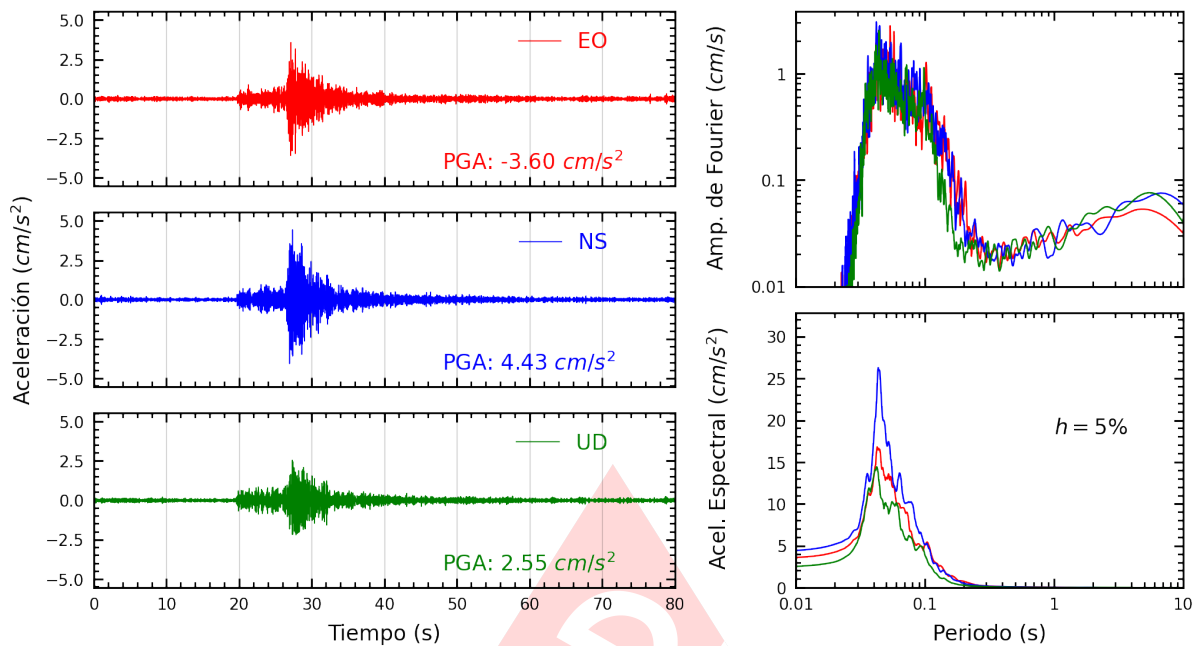 Aceleración (cm/s²)
5.0
2.5
0.0
−2.5
−5.0
EO
PGA: -3.60 cm/s²
5.0
2.5
0.0
−2.5
−5.0
NS
PGA: 4.43 cm/s²
5.0
2.5
0.0
−2.5
−5.0
UD
PGA: 2.55 cm/s²
0 10 20 30 40 50 60 70 80
Tiempo (s)
Amp. de Fourier (cm/s)
1
0.1
0.01
Acel. Espectral (cm/s²)
30
25
20
15
10
5
0
h = 5%
0.01 0.1 1 10
Periodo (s)